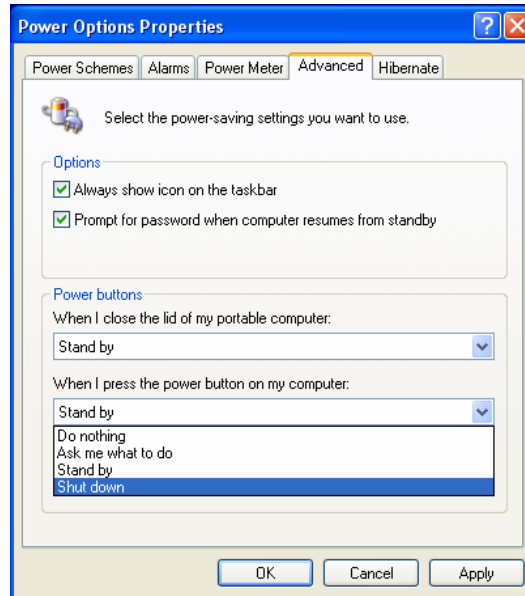 Power Options Properties
Power Schemes Alarms Power Meter Advanced Hibernate
Select the power-saving settings you want to use.
Options
Always show icon on the taskbar
Prompt for password when computer resumes from standby
Power buttons
When I close the lid of my portable computer:
Stand by
When I press the power button on my computer:
Stand by
Do nothing
Ask me what to do
Stand by
Shut down
OK Cancel Apply